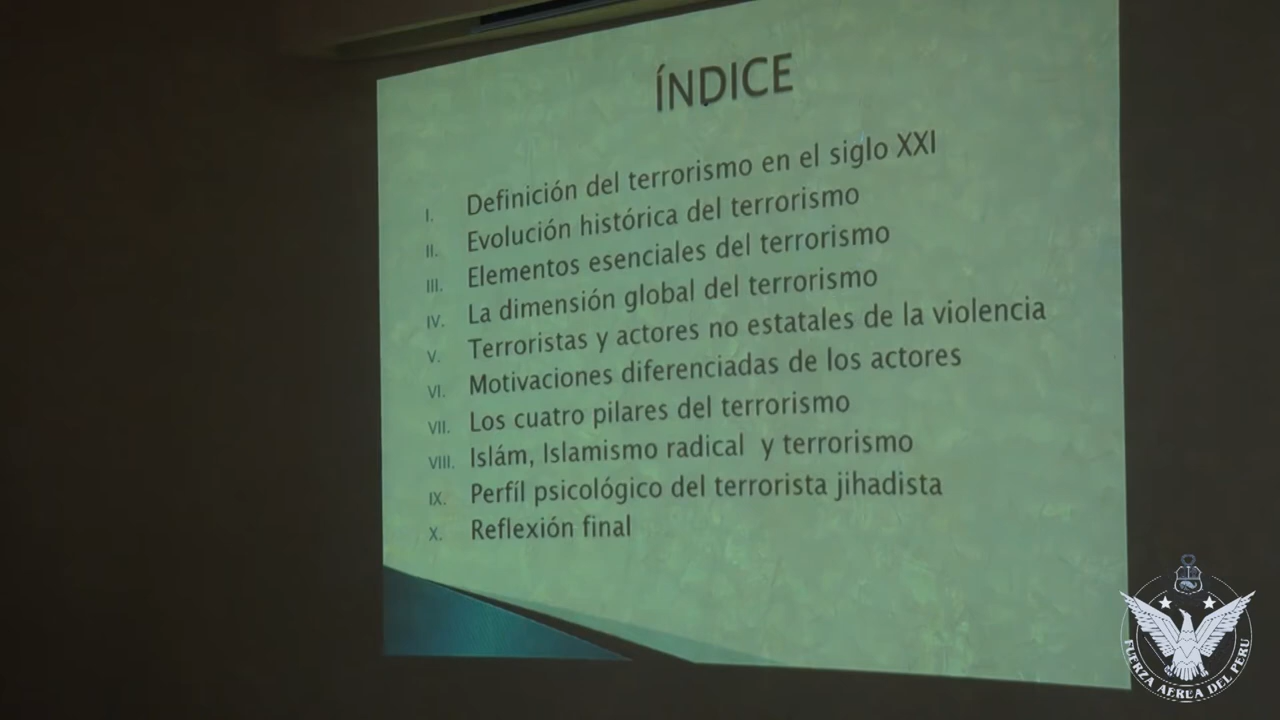 ÍNDICE
I. Definición del terrorismo en el siglo XXI
II. Evolución histórica del terrorismo
III. Elementos esenciales del terrorismo
IV. La dimensión global del terrorismo
V. Terroristas y actores no estatales de la violencia
VI. Motivaciones diferenciadas de los actores
VII. Los cuatro pilares del terrorismo
VIII. Islám, Islamismo radical y terrorismo
IX. Perfíl psicológico del terrorista jihadista
X. Reflexión final
FUERZA AEREA DEL PERU